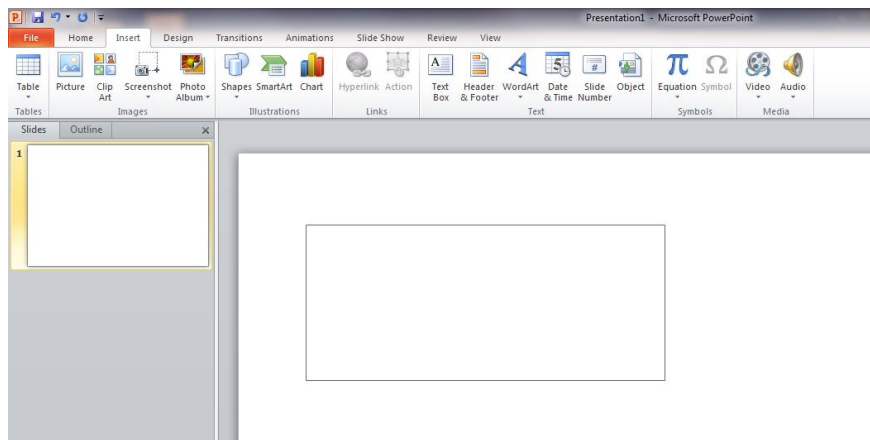 P
Presentation1 - Microsoft PowerPoint
File Home Insert Design Transitions Animations Slide Show Review View
Table Picture Clip Art Screenshot Photo Album Shapes SmartArt Chart Hyperlink Action Text Box Header & Footer WordArt Date & Time Slide Number Object Equation Symbol Video Audio
Tables Images Illustrations Links Text Symbols Media
Slides Outline
1